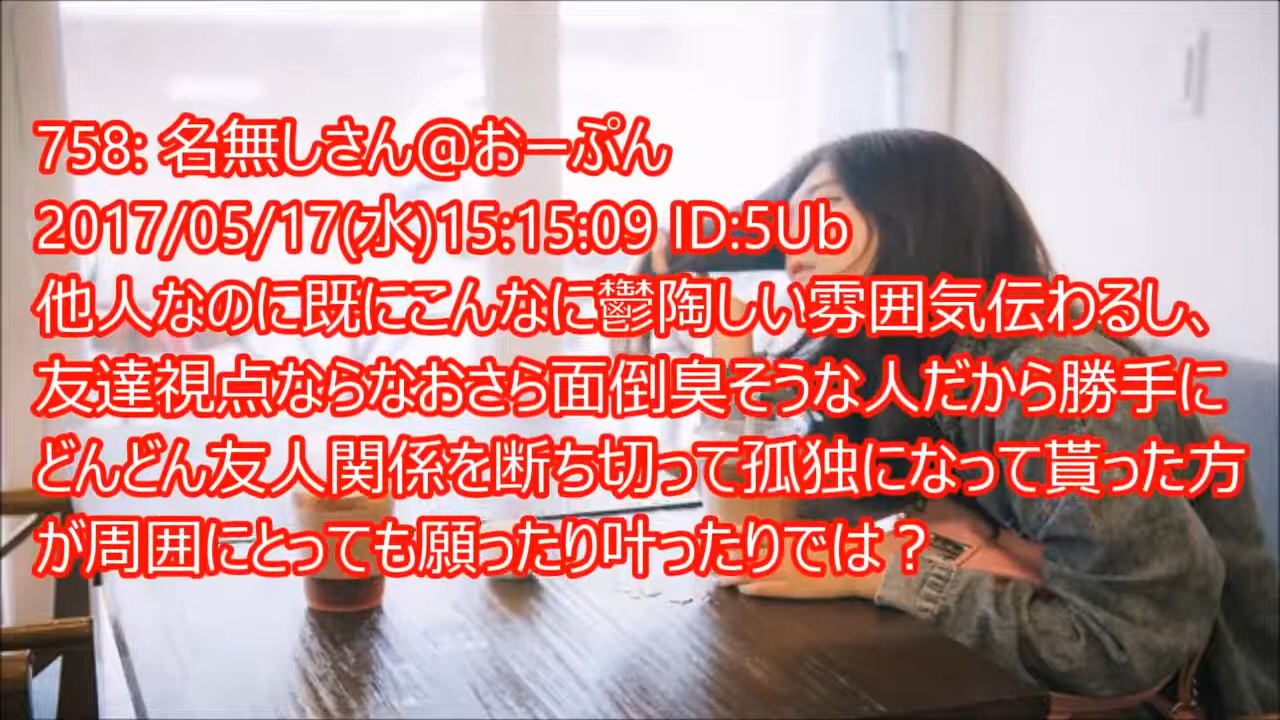 758: 名無しさん@おーぷん
2017/05/17(水)15:15:09 ID:5Ub
他人なのに既にこんなに鬱陶しい雰囲気伝わるし、
友達視点ならなおさら面倒臭そうな人だから勝手に
どんどん友人関係を断ち切って孤独になって貰った方
が周囲にとっても願ったり叶ったりでは？